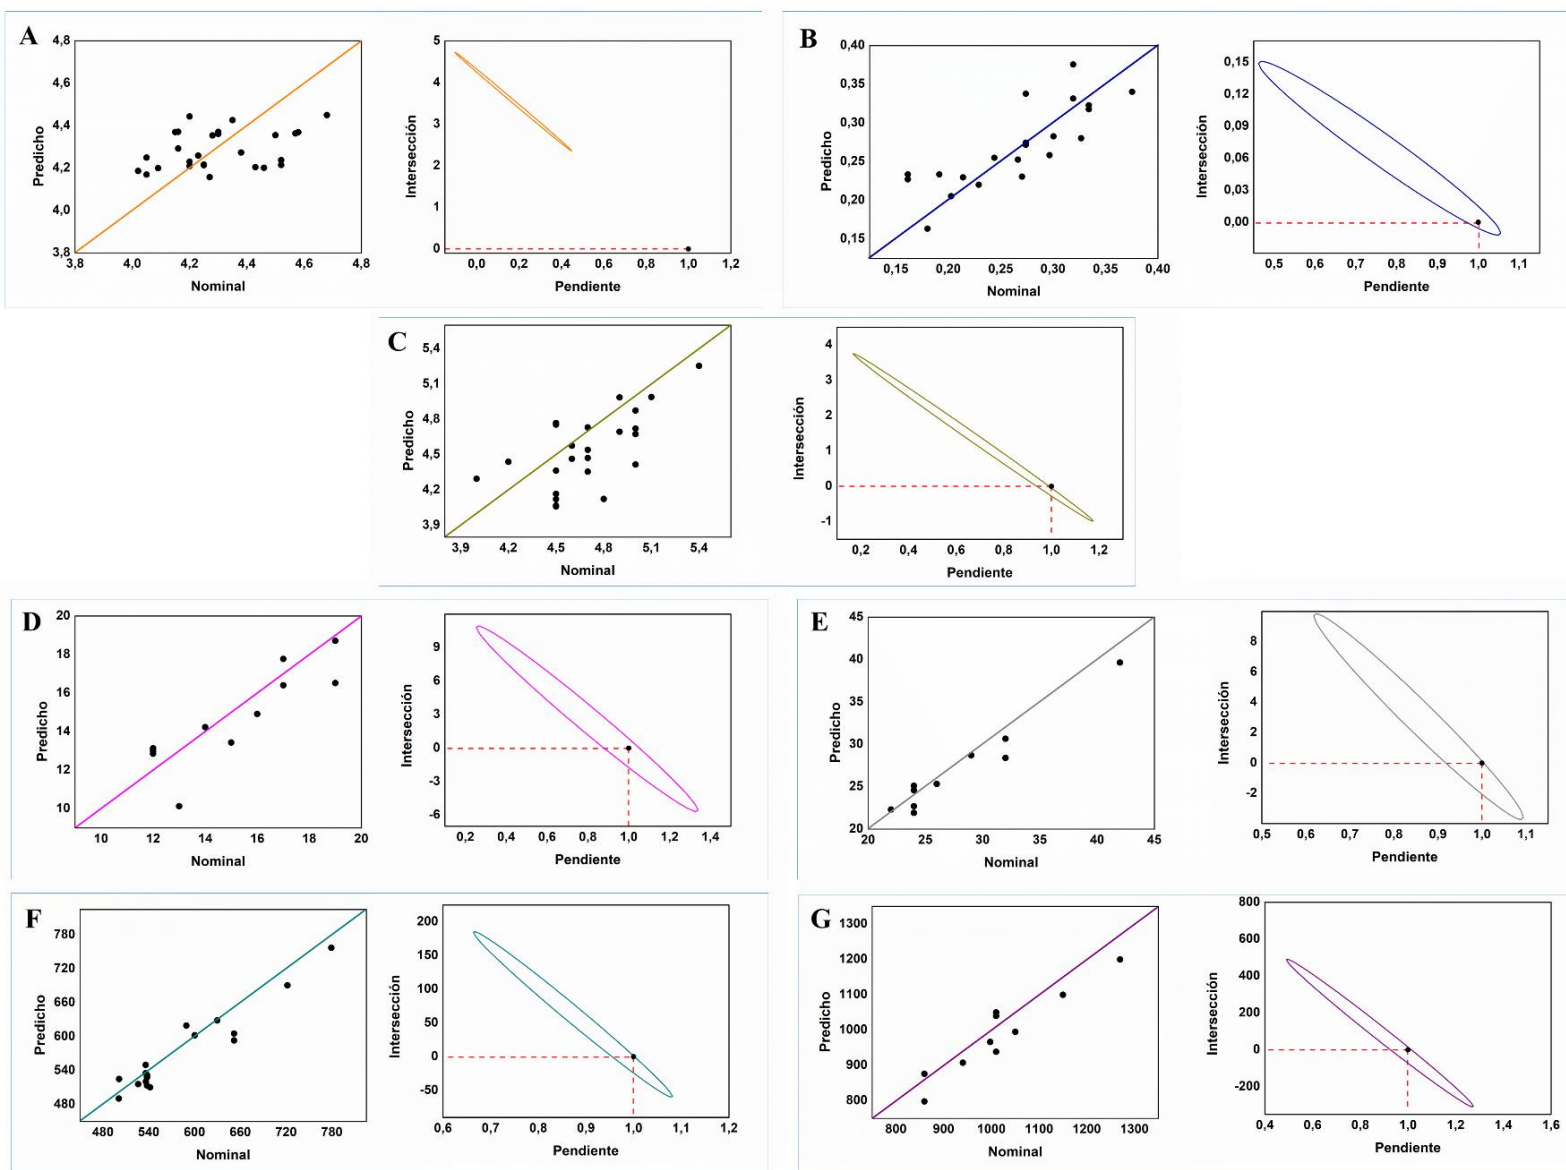 A
4,8
4,6
4,4
4,2
4,0
3,8
Predicho
3,8 4,0 4,2 4,4 4,6 4,8
Nominal
5
4
3
2
1
0
Intersección
0,0 0,2 0,4 0,6 0,8 1,0 1,2
Pendiente
B
0,40
0,35
0,30
0,25
0,20
0,15
Predicho
0,15 0,20 0,25 0,30 0,35 0,40
Nominal
0,15
0,12
0,09
0,06
0,03
0,00
Intersección
0,5 0,6 0,7 0,8 0,9 1,0 1,1
Pendiente
C
5,4
5,1
4,8
4,5
4,2
3,9
Predicho
3,9 4,2 4,5 4,8 5,1 5,4
Nominal
4
3
2
1
0
-1
Intersección
0,2 0,4 0,6 0,8 1,0 1,2
Pendiente
D
20
18
16
14
12
10
Predicho
10 12 14 16 18 20
Nominal
9
6
3
0
-3
-6
Intersección
0,2 0,4 0,6 0,8 1,0 1,2 1,4
Pendiente
E
45
40
35
30
25
20
Predicho
20 25 30 35 40 45
Nominal
8
6
4
2
0
-2
Intersección
0,5 0,6 0,7 0,8 0,9 1,0 1,1
Pendiente
F
780
720
660
600
540
480
Predicho
480 540 600 660 720 780
Nominal
200
150
100
50
0
-50
Intersección
0,6 0,7 0,8 0,9 1,0 1,1 1,2
Pendiente
G
1300
1200
1100
1000
900
800
Predicho
800 900 1000 1100 1200 1300
Nominal
800
600
400
200
0
-200
Intersección
0,4 0,6 0,8 1,0 1,2 1,4 1,6
Pendiente